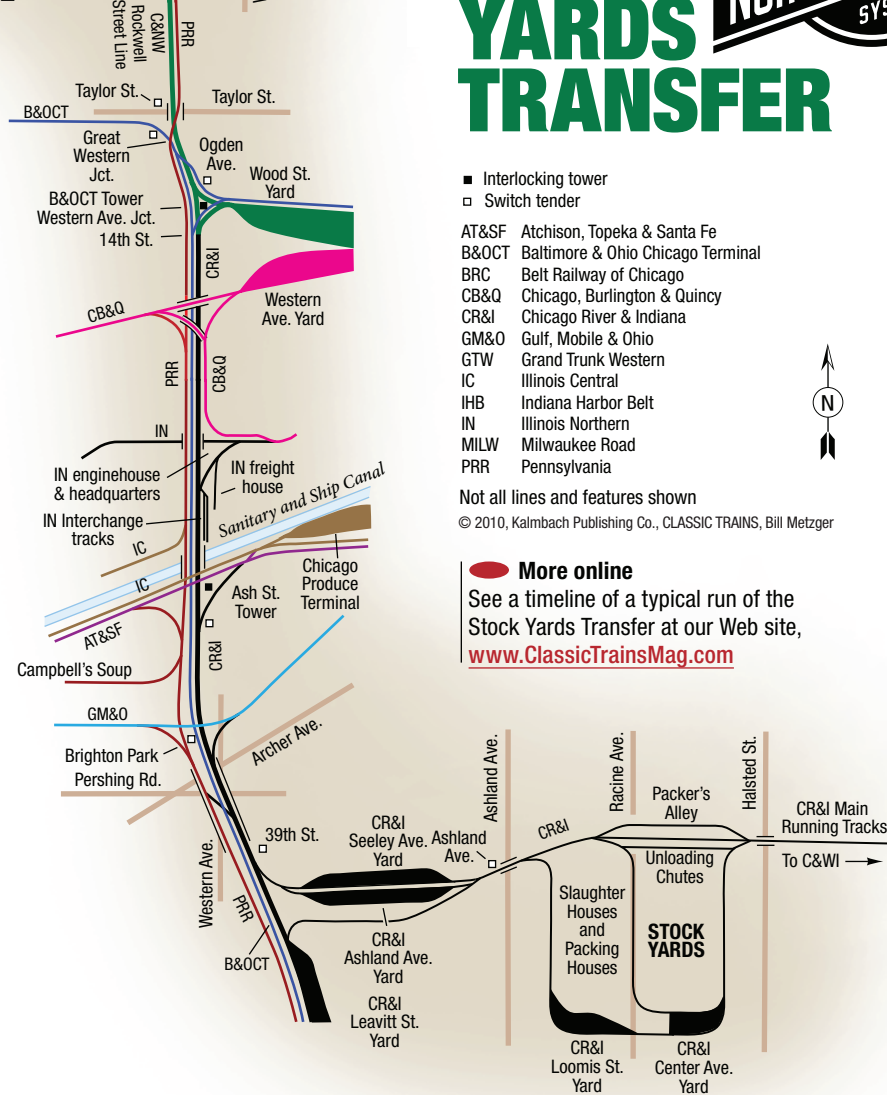 YARDS
TRANSFER
SYS
Street Line
Rockwell
C&NW
PRR
Taylor St.
Taylor St.
B&OCT
Great
Western
Jct.
Ogden
Ave.
Wood St.
Yard
B&OCT Tower
Western Ave. Jct.
14th St.
CR&I
CB&Q
Western
Ave. Yard
PRR
CB&Q
IN
IN enginehouse
& headquarters
IN freight
house
IN Interchange
tracks
Sanitary and Ship Canal
IC
IC
AT&SF
Chicago
Produce
Terminal
Ash St.
Tower
CR&I
Campbell's Soup
GM&O
Archer Ave.
Brighton Park
Pershing Rd.
Western Ave.
39th St.
PRR
B&OCT
CR&I
Seeley Ave.
Yard
Ashland
Ave.
Ashland Ave.
CR&I
Racine Ave.
Packer's
Alley
Halsted St.
CR&I Main
Running Tracks
To C&WI
Unloading
Chutes
Slaughter
Houses
and
Packing
Houses
STOCK
YARDS
CR&I
Ashland Ave.
Yard
CR&I
Leavitt St.
Yard
CR&I
Loomis St.
Yard
CR&I
Center Ave.
Yard
■ Interlocking tower
□ Switch tender
AT&SF Atchison, Topeka & Santa Fe
B&OCT Baltimore & Ohio Chicago Terminal
BRC Belt Railway of Chicago
CB&Q Chicago, Burlington & Quincy
CR&I Chicago River & Indiana
GM&O Gulf, Mobile & Ohio
GTW Grand Trunk Western
IC Illinois Central
IHB Indiana Harbor Belt
IN Illinois Northern
MILW Milwaukee Road
PRR Pennsylvania
N
Not all lines and features shown
© 2010, Kalmbach Publishing Co., CLASSIC TRAINS, Bill Metzger
More online
See a timeline of a typical run of the
Stock Yards Transfer at our Web site,
www.ClassicTrainsMag.com